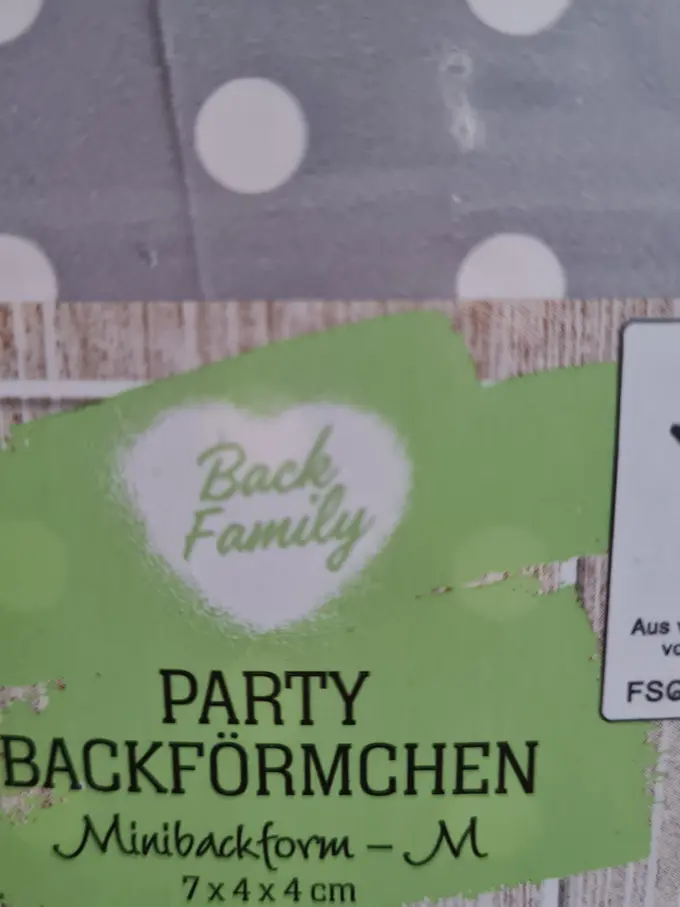 Back
Family
PARTY
BACKFÖRMCHEN
Minibackform – M
7 x 4 x 4 cm
Aus
FSC